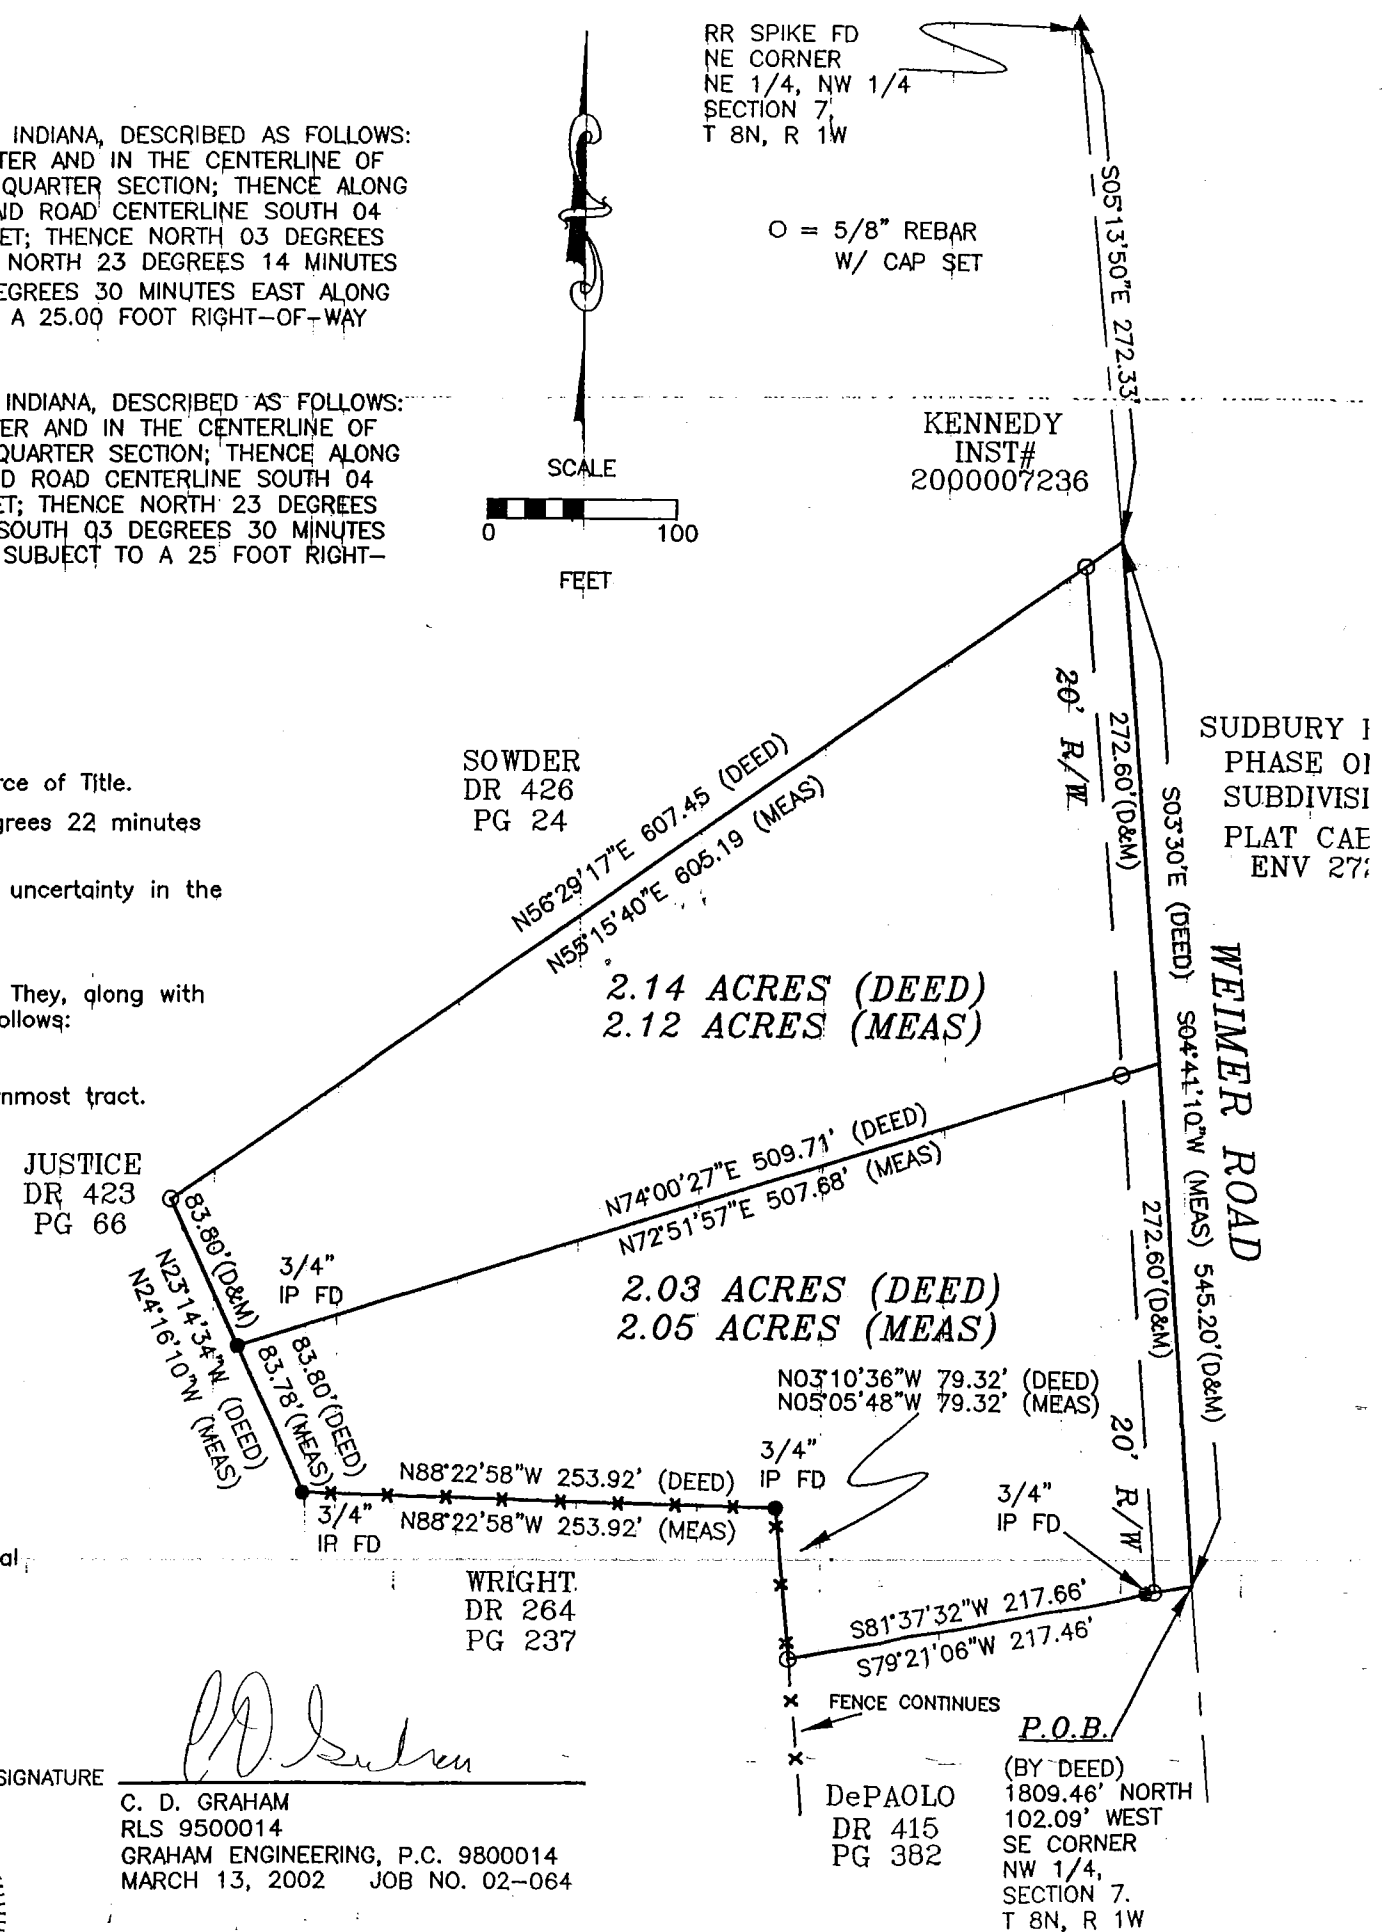 RR SPIKE FD
NE CORNER
NE 1/4, NW 1/4
SECTION 7,
T 8N, R 1W
INDIANA, DESCRIBED AS FOLLOWS:
TER AND IN THE CENTERLINE OF
QUARTER SECTION; THENCE ALONG
ND ROAD CENTERLINE SOUTH 04
ET; THENCE NORTH 03 DEGREES
NORTH 23 DEGREES 14 MINUTES
EGREES 30 MINUTES EAST ALONG
A 25.00 FOOT RIGHT-OF-WAY
O = 5/8" REBAR
W/ CAP SET
S05°13'50"E 272.33'
INDIANA, DESCRIBED AS FOLLOWS:
ER AND IN THE CENTERLINE OF
QUARTER SECTION; THENCE ALONG
D ROAD CENTERLINE SOUTH 04
ET; THENCE NORTH 23 DEGREES
SOUTH 03 DEGREES 30 MINUTES
SUBJECT TO A 25 FOOT RIGHT-
SCALE
0 100
FEET
KENNEDY
INST#
2000007236
20' R/W
272.60'(D&M)
S03°30'E (DEED) S04°41'10"W (MEAS) 545.20'(D&M)
WEIMER ROAD
SUDBURY
PHASE
SUBDIVISI
PLAT CAB
ENV 27
SOWDER
DR 426
PG 24
rce of Title.
grees 22 minutes
uncertainty in the
They, along with
ollows:
nmost tract.
N56°29'17"E 607.45 (DEED)
N55°15'40"E 605.19 (MEAS)
2.14 ACRES (DEED)
2.12 ACRES (MEAS)
JUSTICE
DR 423
PG 66
83.80'(D&M)
N23°14'34"W (DEED)
N24°16'10"W (MEAS)
3/4"
IP FD
N74°00'27"E 509.71' (DEED)
N72°51'57"E 507.68' (MEAS)
2.03 ACRES (DEED)
2.05 ACRES (MEAS)
83.80'(DEED)
83.78'(MEAS)
272.60'(D&M)
20' R/W
N03°10'36"W 79.32' (DEED)
N05°05'48"W 79.32' (MEAS)
3/4"
IP FD
N88°22'58"W 253.92' (DEED)
N88°22'58"W 253.92' (MEAS)
3/4"
IP FD
3/4"
IP FD
al
WRIGHT
DR 264
PG 237
S81°37'32"W 217.66'
S79°21'06"W 217.46'
FENCE CONTINUES
P.O.B.
(BY DEED)
1809.46' NORTH
102.09' WEST
SE CORNER
NW 1/4,
SECTION 7.
T 8N, R 1W
DePAOLO
DR 415
PG 382
SIGNATURE
C. D. GRAHAM
RLS 9500014
GRAHAM ENGINEERING, P.C. 9800014
MARCH 13, 2002 JOB NO. 02-064